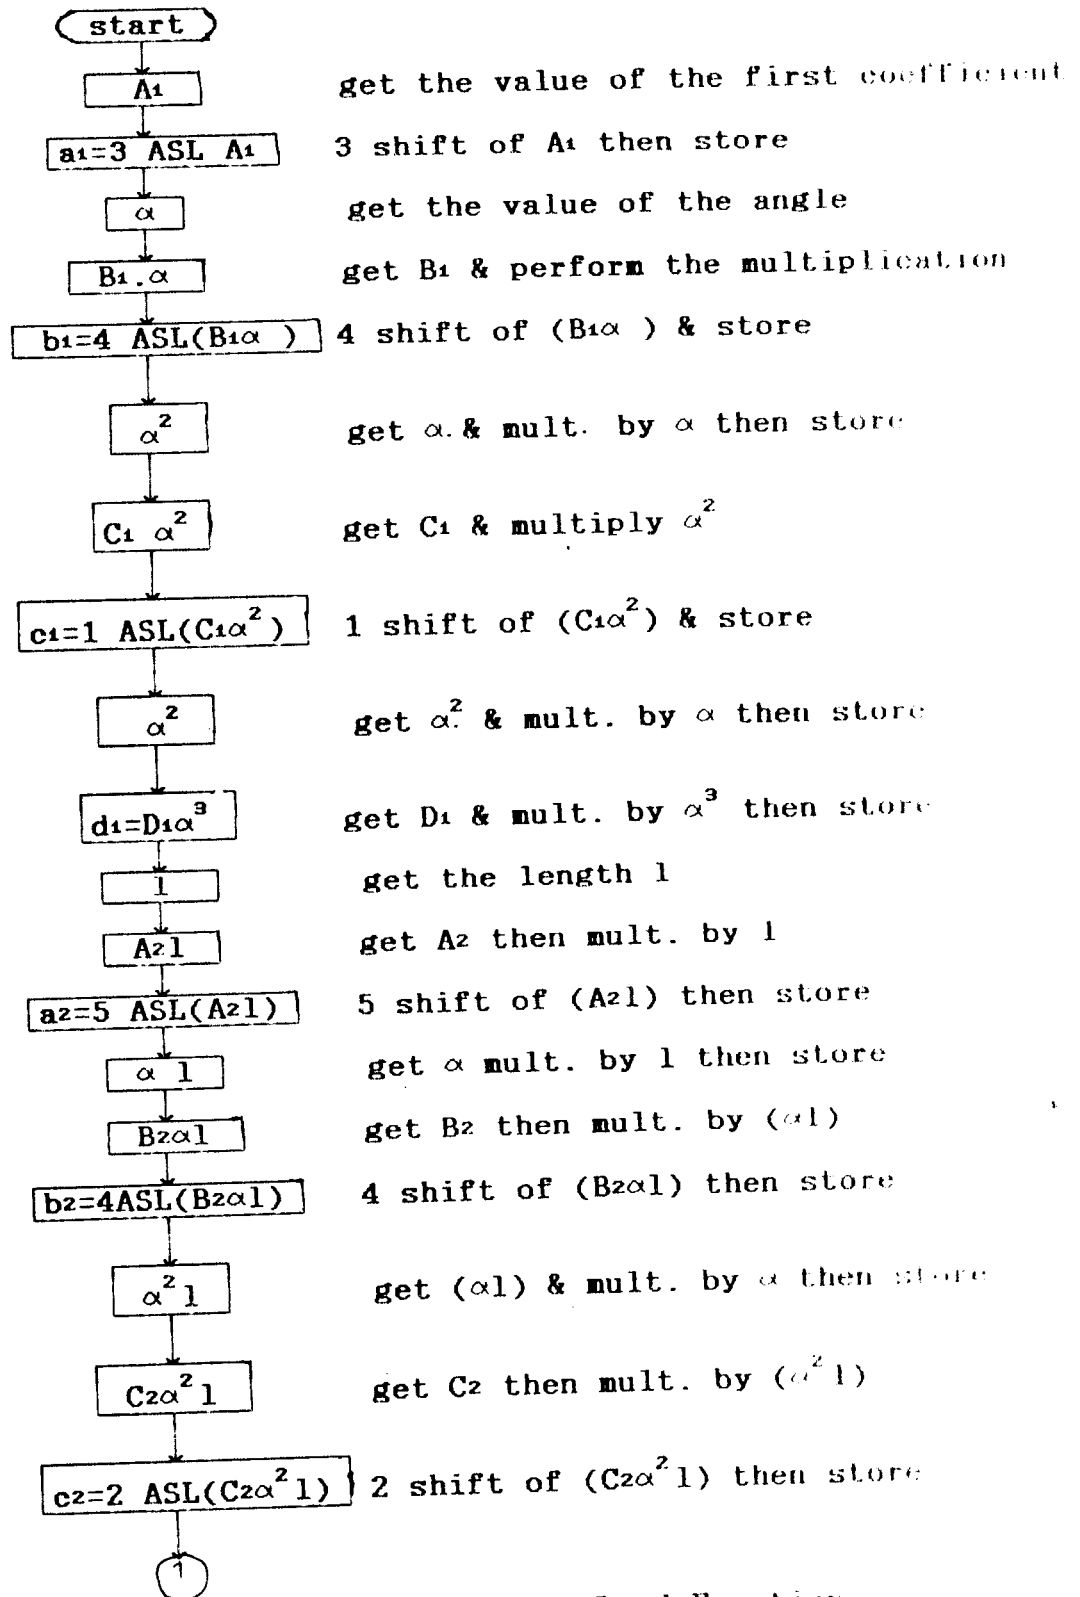 start
A1 get the value of the first coefficient
a1=3 ASL A1 3 shift of A1 then store
α get the value of the angle
B1.α get B1 & perform the multiplication
b1=4 ASL(B1α ) 4 shift of (B1α ) & store
α² get α. & mult. by α then store
C1 α² get C1 & multiply α²
c1=1 ASL(C1α²) 1 shift of (C1α²) & store
α² get α². & mult. by α then store
d1=D1α³ get D1 & mult. by α³ then store
l get the length l
A2l get A2 then mult. by l
a2=5 ASL(A2l) 5 shift of (A2l) then store
α l get α mult. by l then store
B2αl get B2 then mult. by (αl)
b2=4ASL(B2αl) 4 shift of (B2αl) then store
α²l get (αl) & mult. by α then store
C2α²l get C2 then mult. by (α²l)
c2=2 ASL(C2α²l) 2 shift of (C2α²l) then store
1